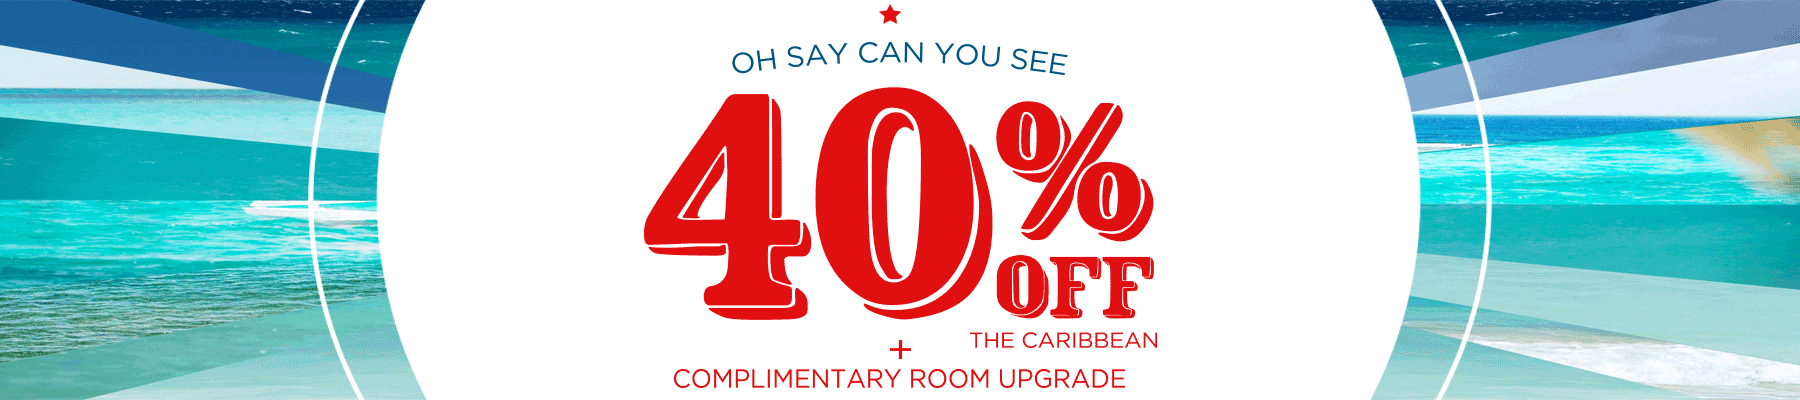 OH SAY CAN YOU SEE
40% OFF
THE CARIBBEAN
+
COMPLIMENTARY ROOM UPGRADE